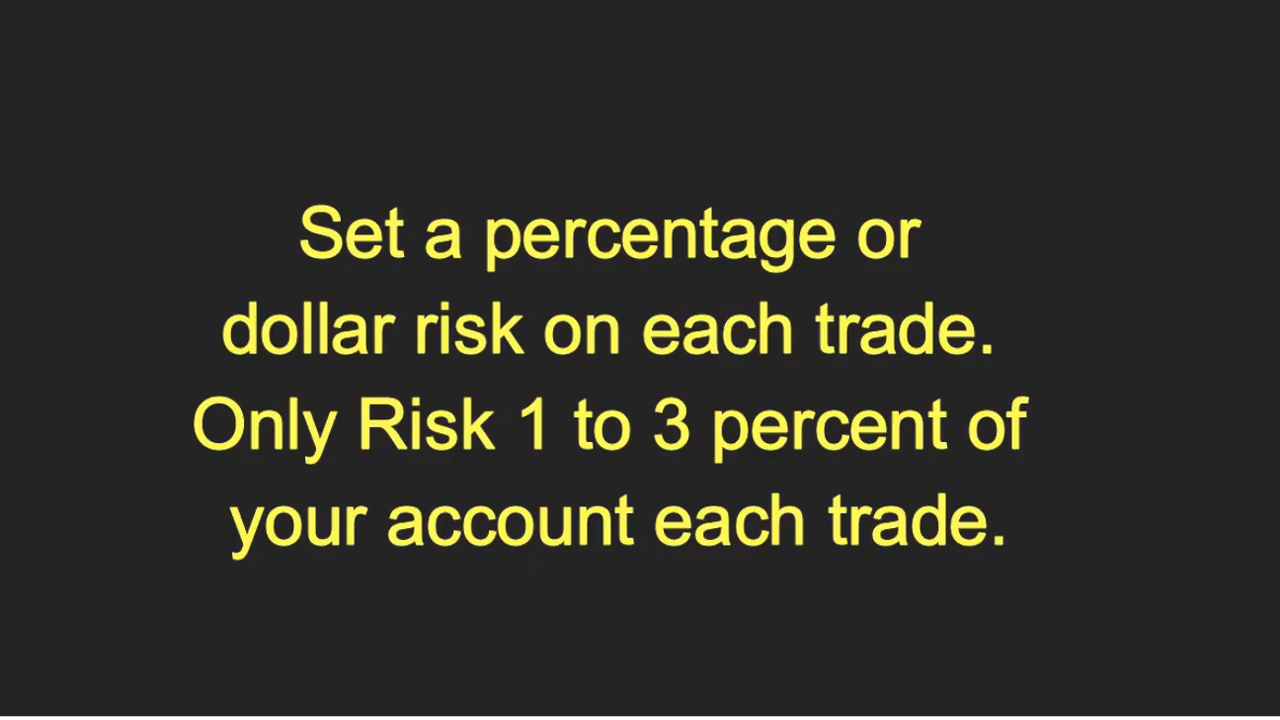 Set a percentage or
dollar risk on each trade.
Only Risk 1 to 3 percent of
your account each trade.